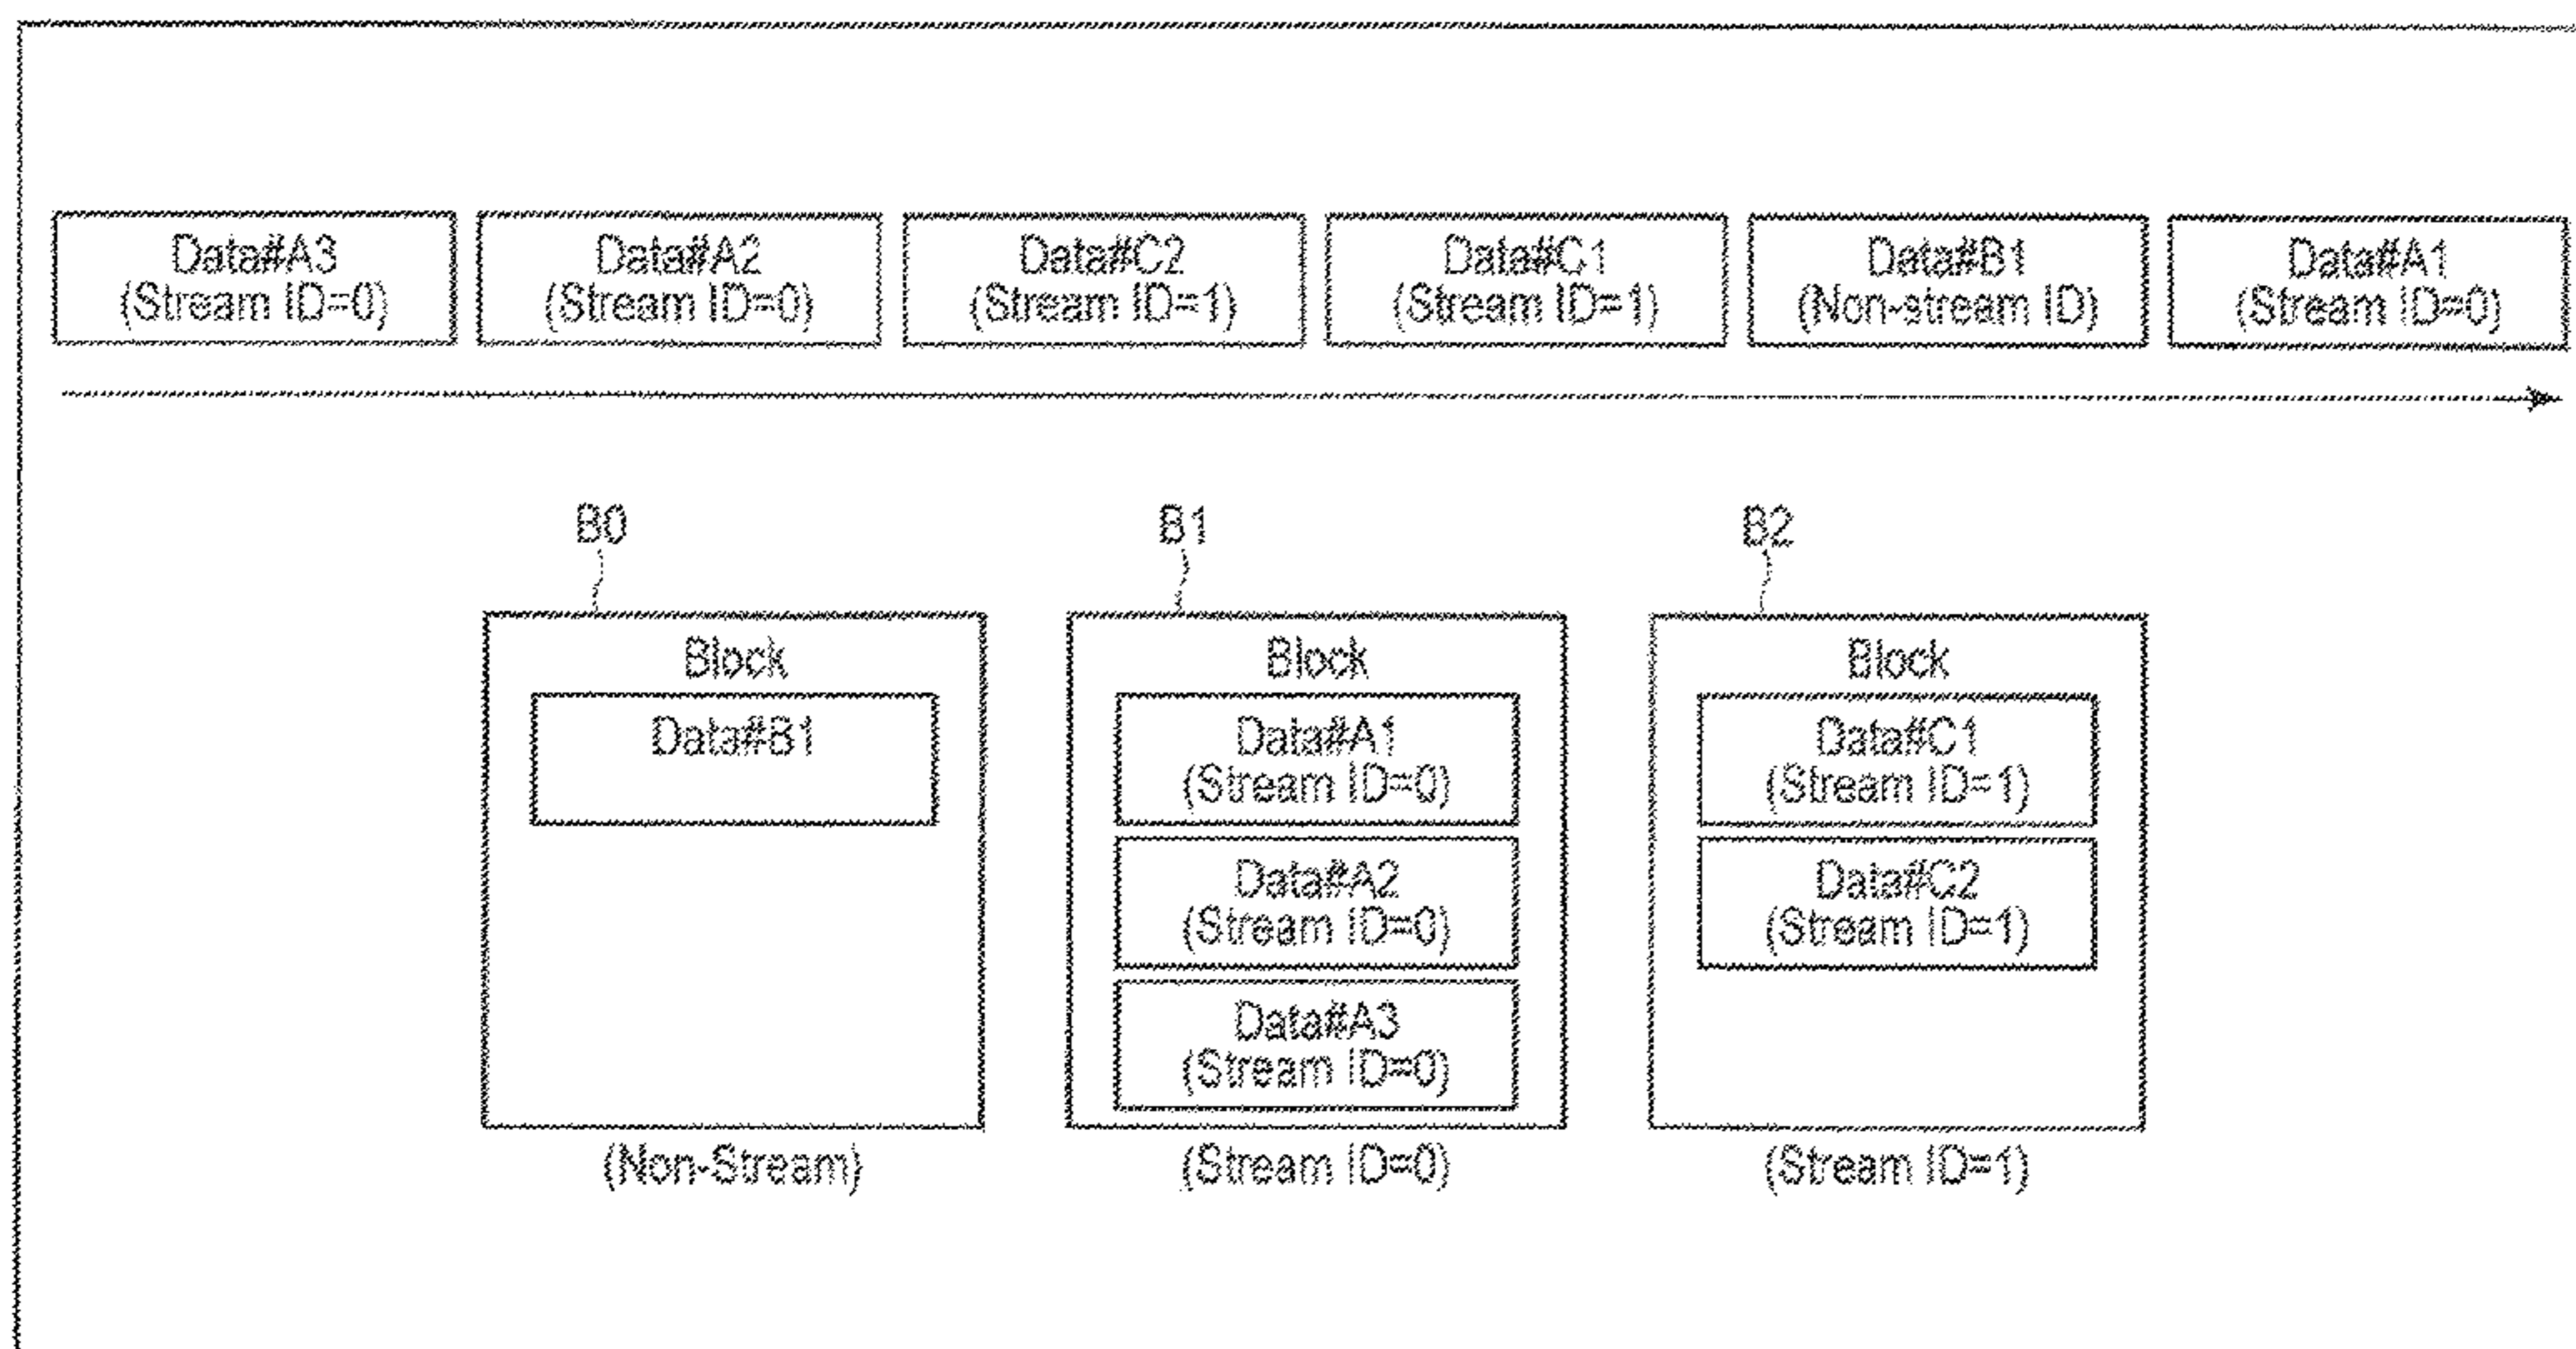 Data#A3
(Stream ID=0)
Data#A2
(Stream ID=0)
Data#C2
(Stream ID=1)
Data#C1
(Stream ID=1)
Data#B1
(Non-stream ID)
Data#A1
(Stream ID=0)
B0
Block
Data#B1
(Non-Stream)
B1
Block
Data#A1
(Stream ID=0)
Data#A2
(Stream ID=0)
Data#A3
(Stream ID=0)
(Stream ID=0)
B2
Block
Data#C1
(Stream ID=1)
Data#C2
(Stream ID=1)
(Stream ID=1)